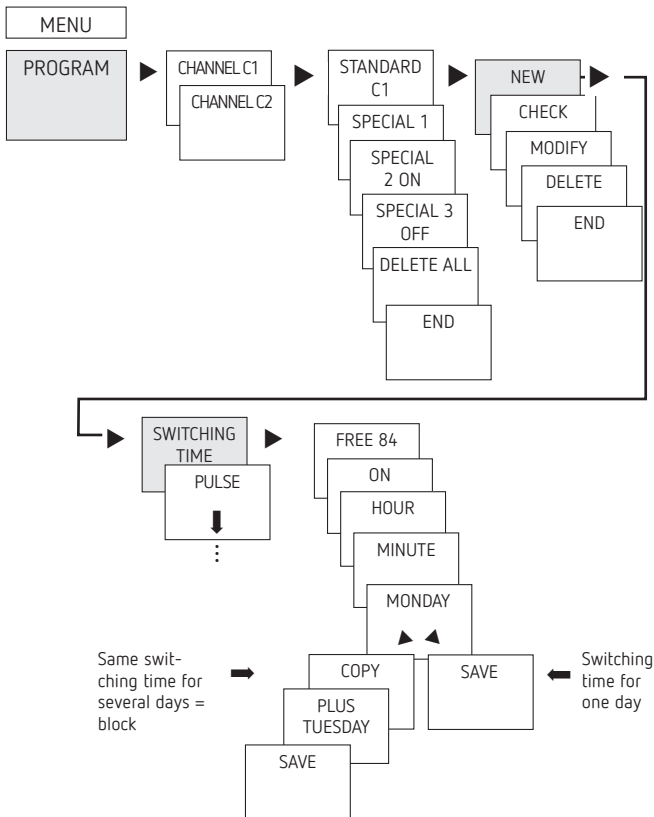 MENU
PROGRAM
CHANNEL C1
CHANNEL C2
STANDARD
C1
SPECIAL 1
SPECIAL
2 ON
SPECIAL 3
OFF
DELETE ALL
END
NEW
CHECK
MODIFY
DELETE
END
SWITCHING
TIME
PULSE
FREE 84
ON
HOUR
MINUTE
MONDAY
Same swit-
ching time for
several days =
block
COPY
PLUS
TUESDAY
SAVE
SAVE
Switching
time for
one day